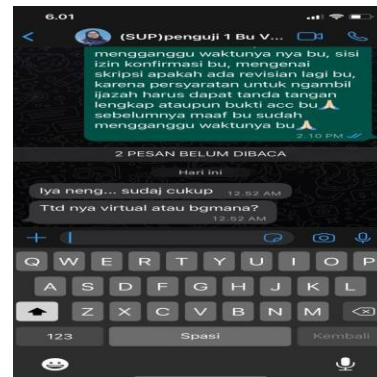 6.01
(SUP)penguji 1 Bu V...
mengganggu waktunya nya bu, sisi
izin konfirmasi bu, mengenai
skripsi apakah ada revisian lagi bu,
karena persyaratan untuk ngambil
ijazah harus dapat tanda tangan
lengkap ataupun bukti acc bu🙏
sebelumnya maaf bu sudah
mengganggu waktunya bu🙏
2.10 PM
2 PESAN BELUM DIBACA
Hari ini
Iya neng... sudaj cukup 12.52 AM
Ttd nya virtual atau bgmana?
12.52 AM
Q W E R T Y U I O P
A S D F G H J K L
Z X C V B N M
123 Spasi Kembali